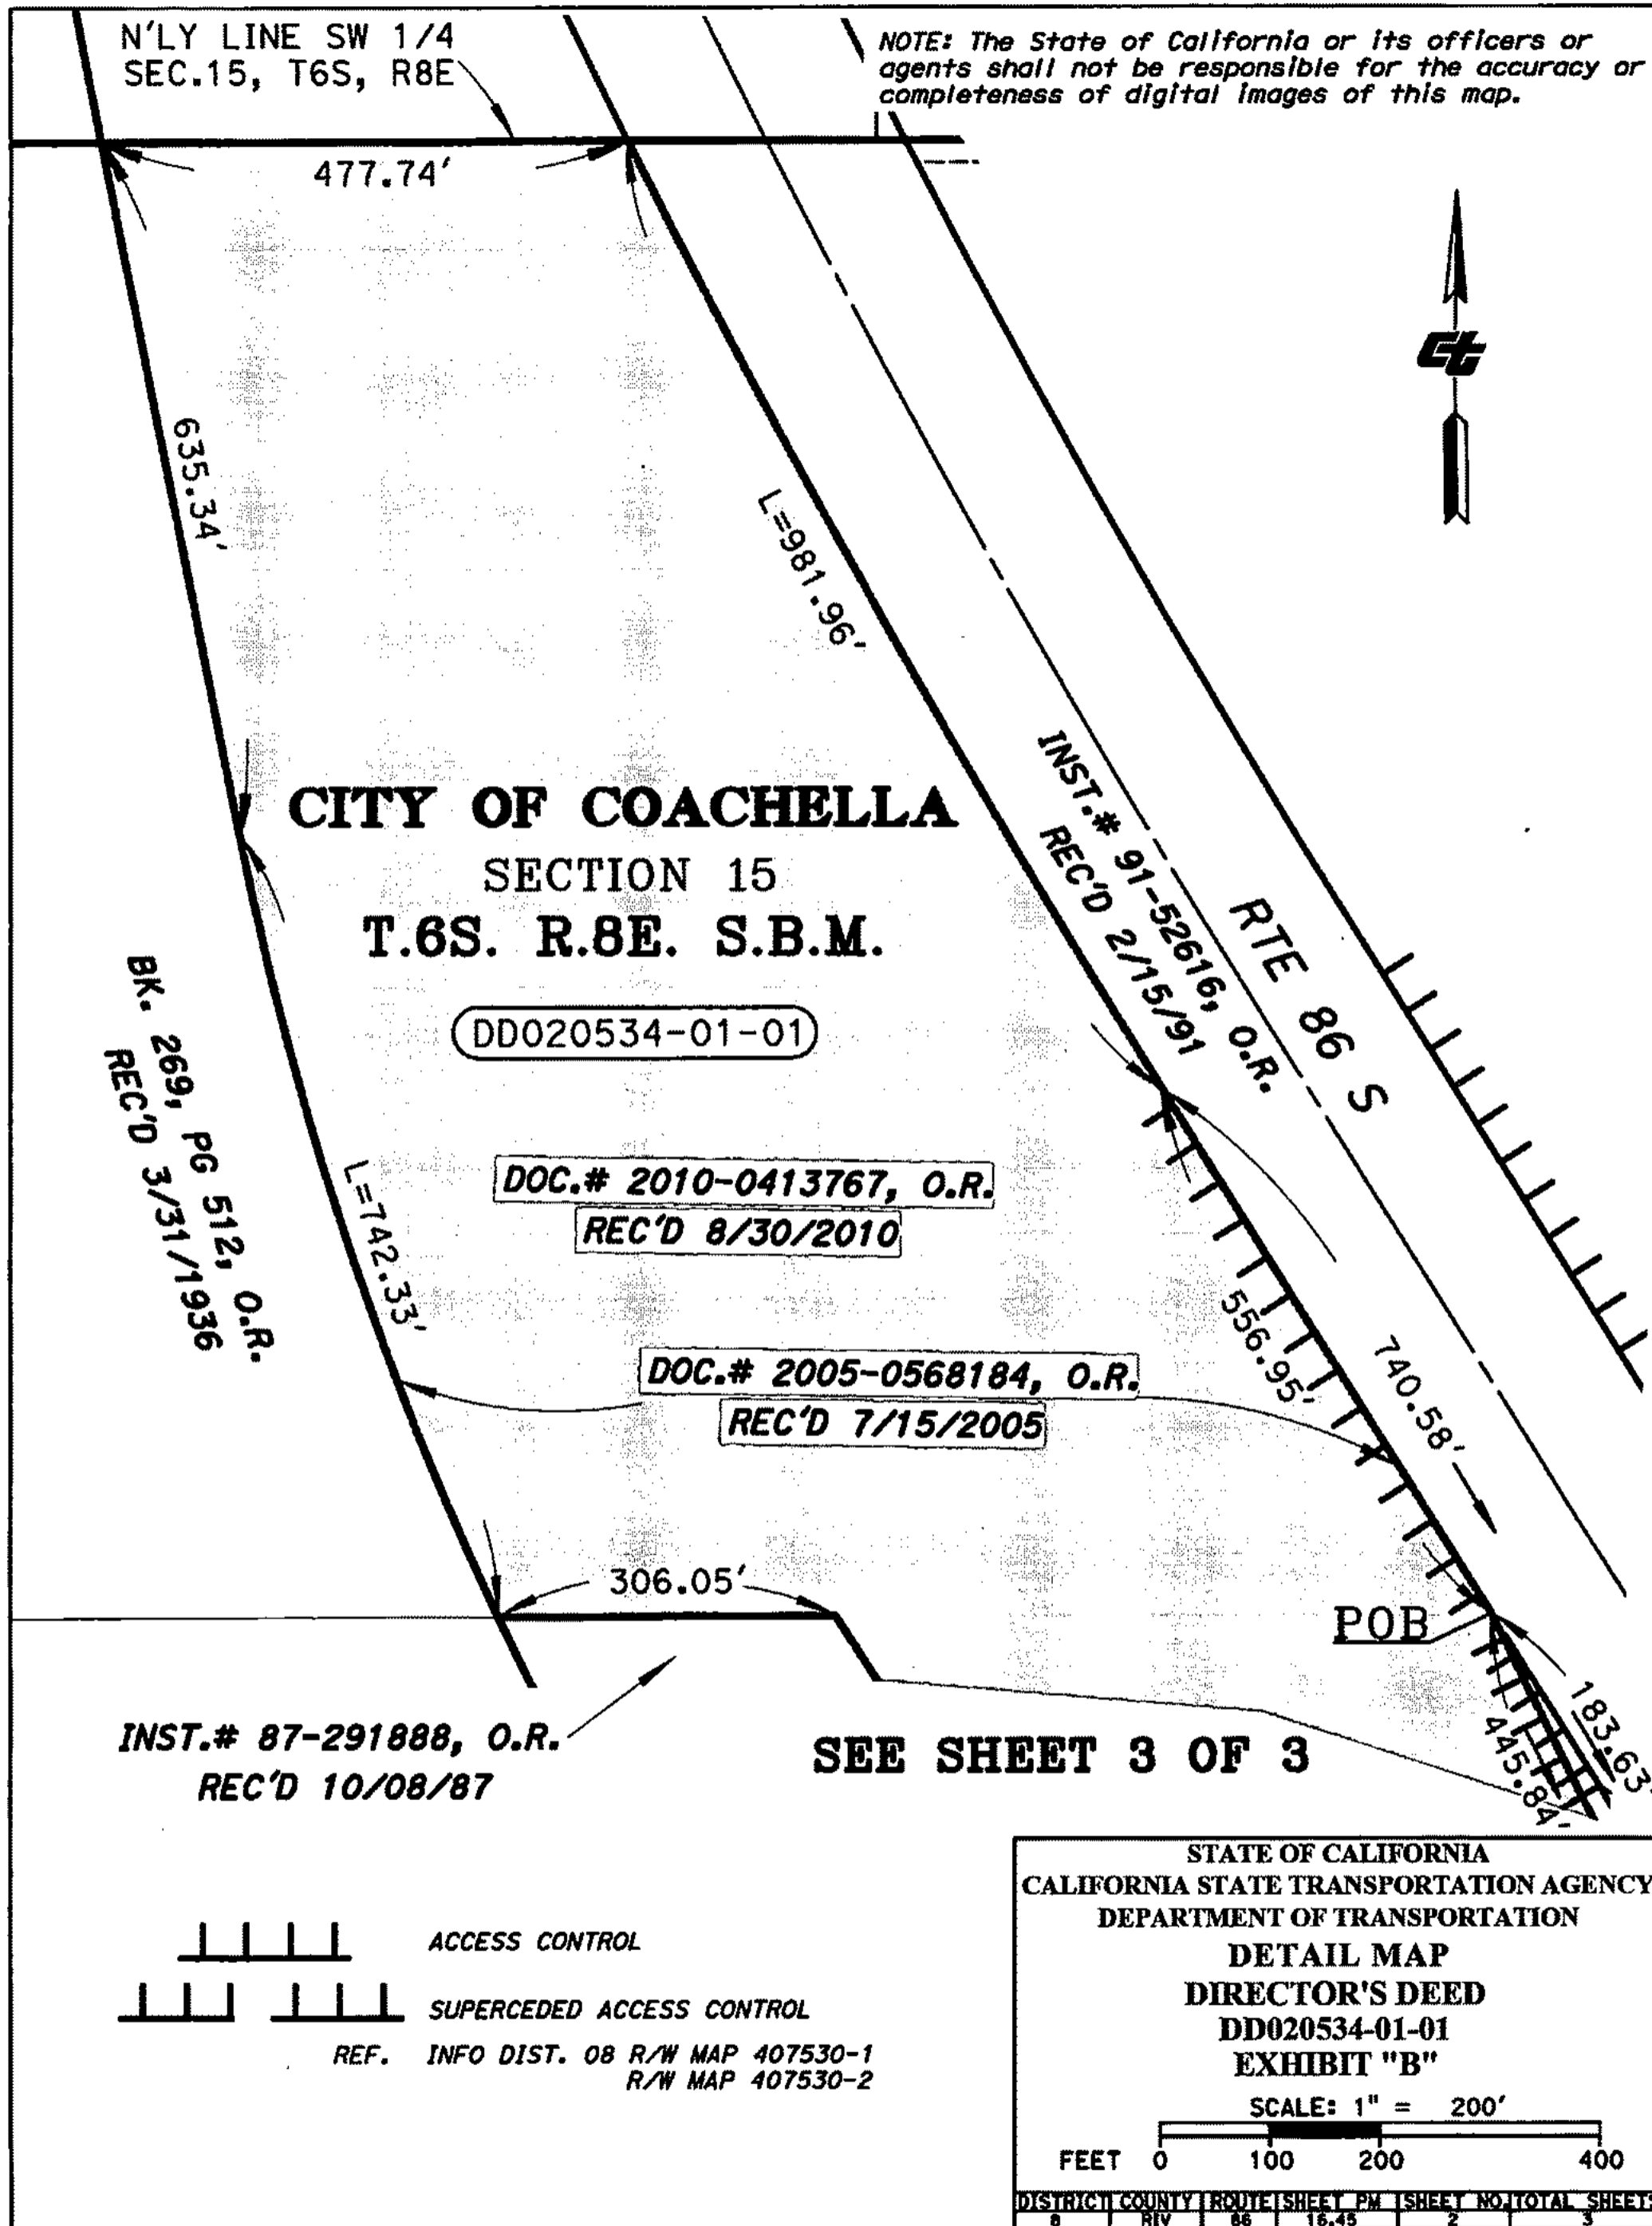 N'LY LINE SW 1/4
SEC.15, T6S, R8E
NOTE: The State of California or its officers or
agents shall not be responsible for the accuracy or
completeness of digital images of this map.
477.74'
635.34'
L=981.96'
CITY OF COACHELLA
SECTION 15
T.6S. R.8E. S.B.M.
DD020534-01-01
INST.# 91-52616, O.R.
REC'D 2/15/91
RTE 86 S
BK. 269, PG 512, O.R.
REC'D 3/31/1936
L=742.33'
DOC.# 2010-0413767, O.R.
REC'D 8/30/2010
556.95'
740.58'
DOC.# 2005-0568184, O.R.
REC'D 7/15/2005
306.05'
POB
183.63'
445.84'
INST.# 87-291888, O.R.
REC'D 10/08/87
SEE SHEET 3 OF 3
ACCESS CONTROL
SUPERCEDED ACCESS CONTROL
REF. INFO DIST. 08 R/W MAP 407530-1
R/W MAP 407530-2
STATE OF CALIFORNIA
CALIFORNIA STATE TRANSPORTATION AGENCY
DEPARTMENT OF TRANSPORTATION
DETAIL MAP
DIRECTOR'S DEED
DD020534-01-01
EXHIBIT "B"
SCALE: 1" = 200'
FEET 0 100 200 400
DISTRICT COUNTY ROUTE SHEET PM SHEET NO. TOTAL SHEETS
8 RIV 86 16.45 2 3
ct